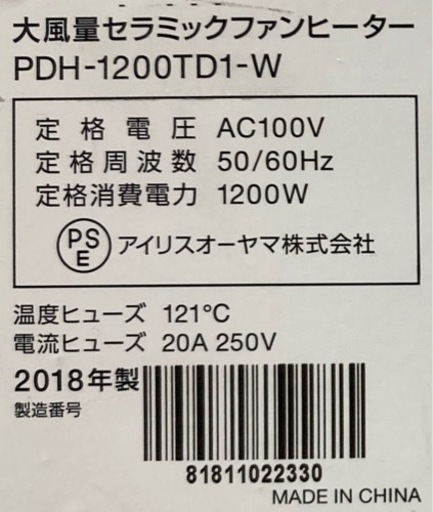 大風量セラミックファンヒーター
PDH-1200TD1-W
定格電圧 AC100V
定格周波数 50/60Hz
定格消費電力 1200W
PSE アイリスオーヤマ株式会社
温度ヒューズ 121°C
電流ヒューズ 20A 250V
2018年製
製造番号
81811022330
MADE IN CHINA